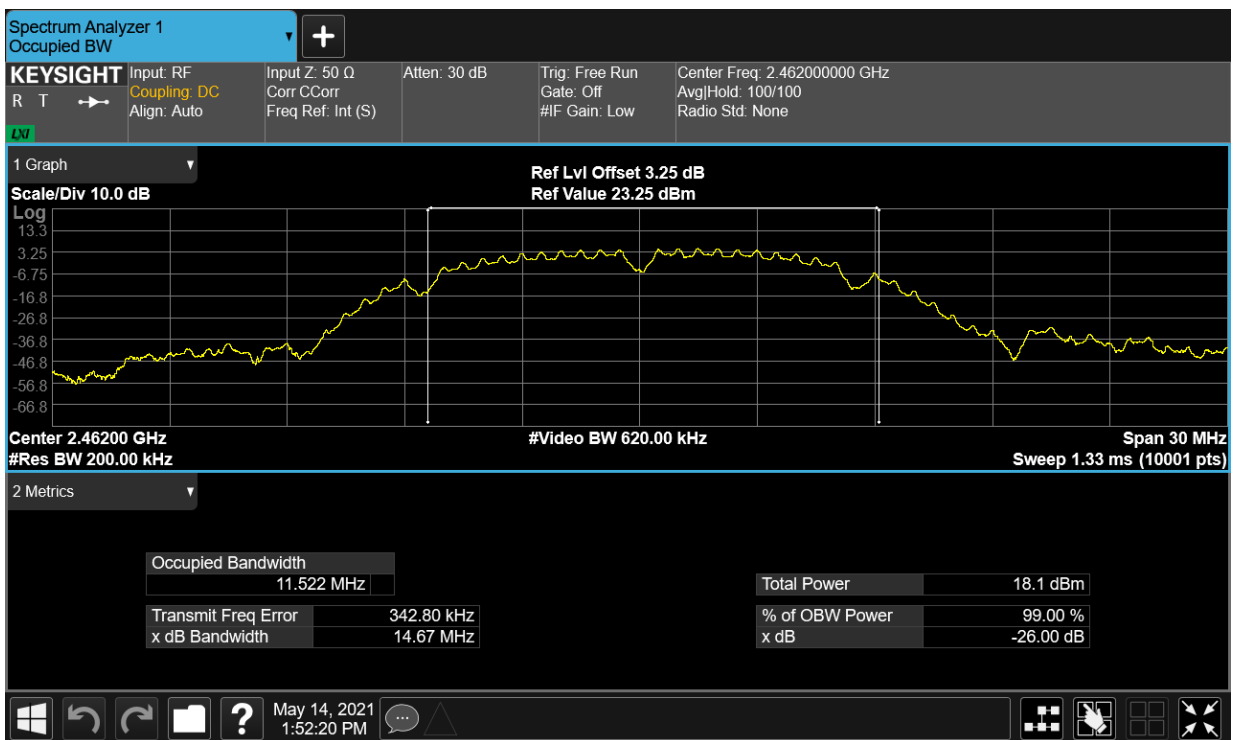 Spectrum Analyzer 1
Occupied BW
KEYSIGHT
R T
LXI
Input: RF
Coupling: DC
Align: Auto
Input Z: 50 Ω
Corr CCorr
Freq Ref: Int (S)
Atten: 30 dB
Trig: Free Run
Gate: Off
#IF Gain: Low
Center Freq: 2.462000000 GHz
Avg|Hold: 100/100
Radio Std: None
1 Graph
Scale/Div 10.0 dB
Ref Lvl Offset 3.25 dB
Ref Value 23.25 dBm
Log
13.3
3.25
-6.75
-16.8
-26.8
-36.8
-46.8
-56.8
-66.8
Center 2.46200 GHz
#Video BW 620.00 kHz
Span 30 MHz
#Res BW 200.00 kHz
Sweep 1.33 ms (10001 pts)
2 Metrics
Occupied Bandwidth
11.522 MHz
Total Power 18.1 dBm
Transmit Freq Error 342.80 kHz
% of OBW Power 99.00 %
x dB Bandwidth 14.67 MHz
x dB -26.00 dB
?
May 14, 2021
1:52:20 PM